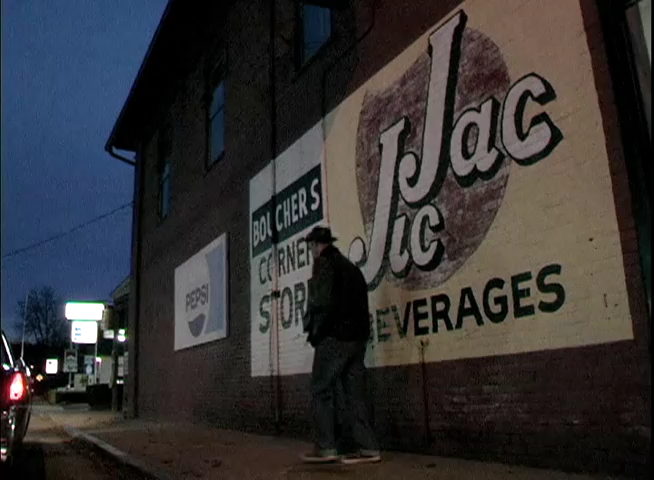 Jic Jac
BOUCHERS
CORNER
STORE
BEVERAGES
PEPSI